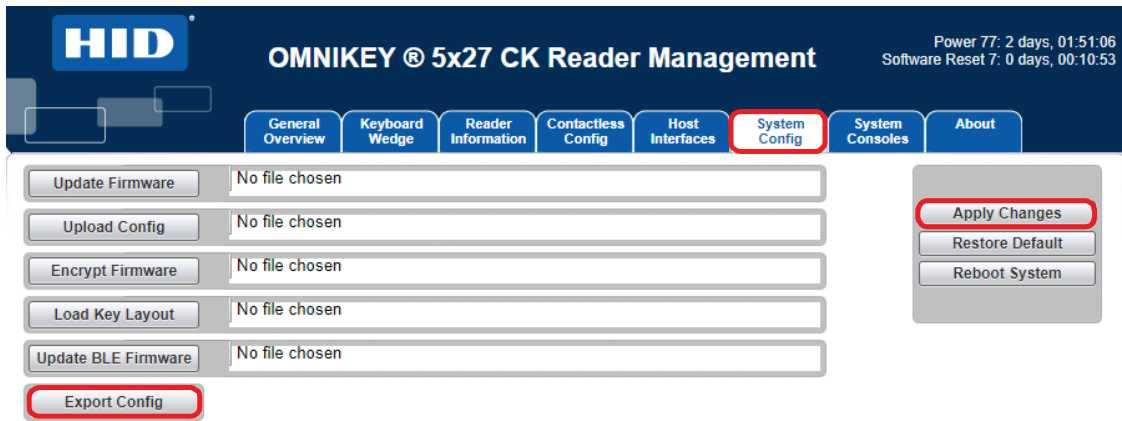 HID
OMNIKEY ® 5x27 CK Reader Management
Power 77: 2 days, 01:51:06
Software Reset 7: 0 days, 00:10:53
General
Overview
Keyboard
Wedge
Reader
Information
Contactless
Config
Host
Interfaces
System
Config
System
Consoles
About
Update Firmware
No file chosen
Upload Config
No file chosen
Encrypt Firmware
No file chosen
Load Key Layout
No file chosen
Update BLE Firmware
No file chosen
Export Config
Apply Changes
Restore Default
Reboot System